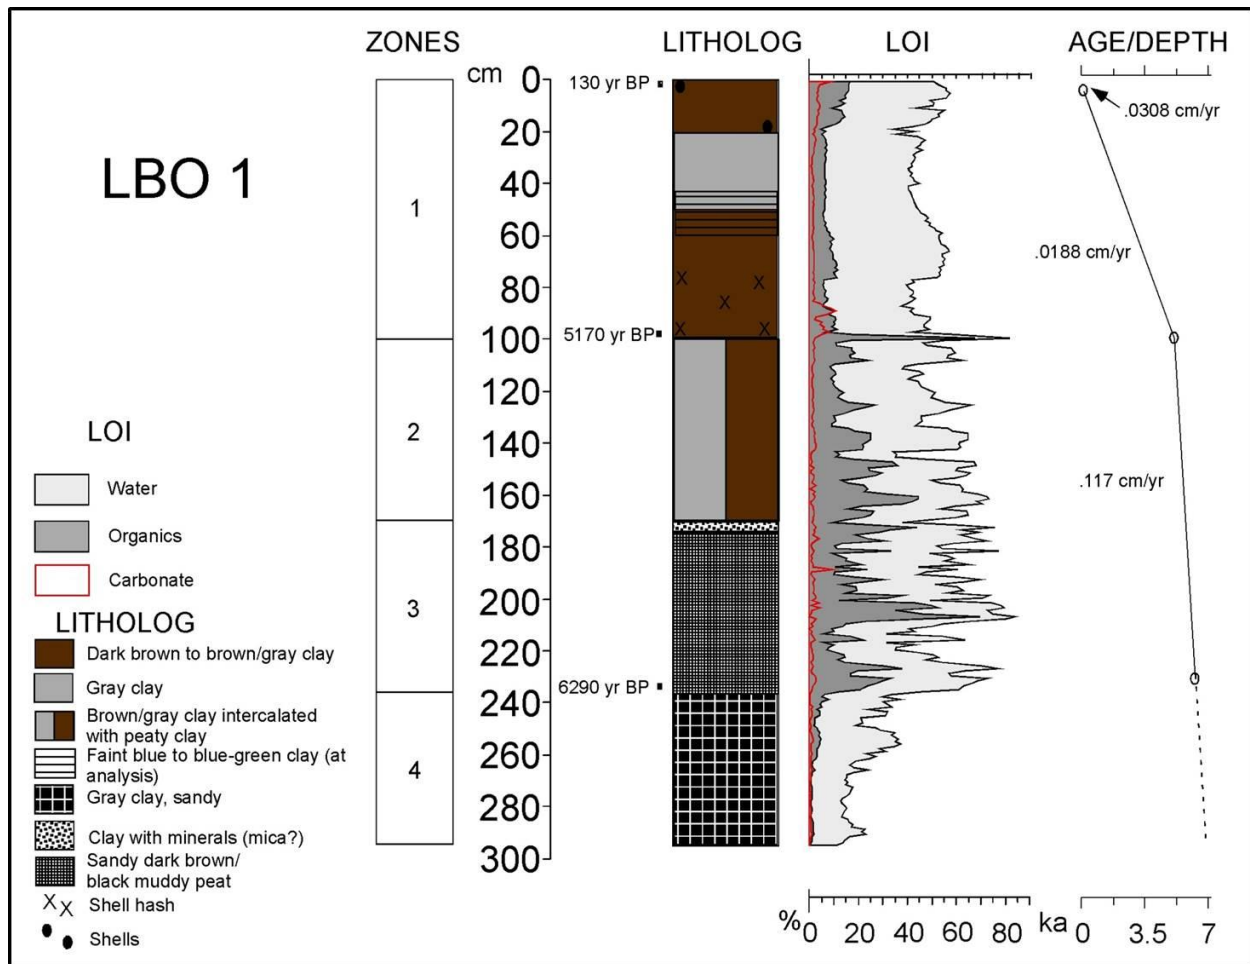 ZONES
LITHOLOG
LOI
AGE/DEPTH
LBO 1
cm
0
20
40
60
80
100
120
140
160
180
200
220
240
260
280
300
1
2
3
4
130 yr BP
5170 yr BP
6290 yr BP
.0308 cm/yr
.0188 cm/yr
.117 cm/yr
LOI
Water
Organics
Carbonate
LITHOLOG
Dark brown to brown/gray clay
Gray clay
Brown/gray clay intercalated
with peaty clay
Faint blue to blue-green clay (at
analysis)
Gray clay, sandy
Clay with minerals (mica?)
Sandy dark brown/
black muddy peat
X X Shell hash
Shells
X X
X
X X
% 0 20 40 60 80
ka 0 3.5 7